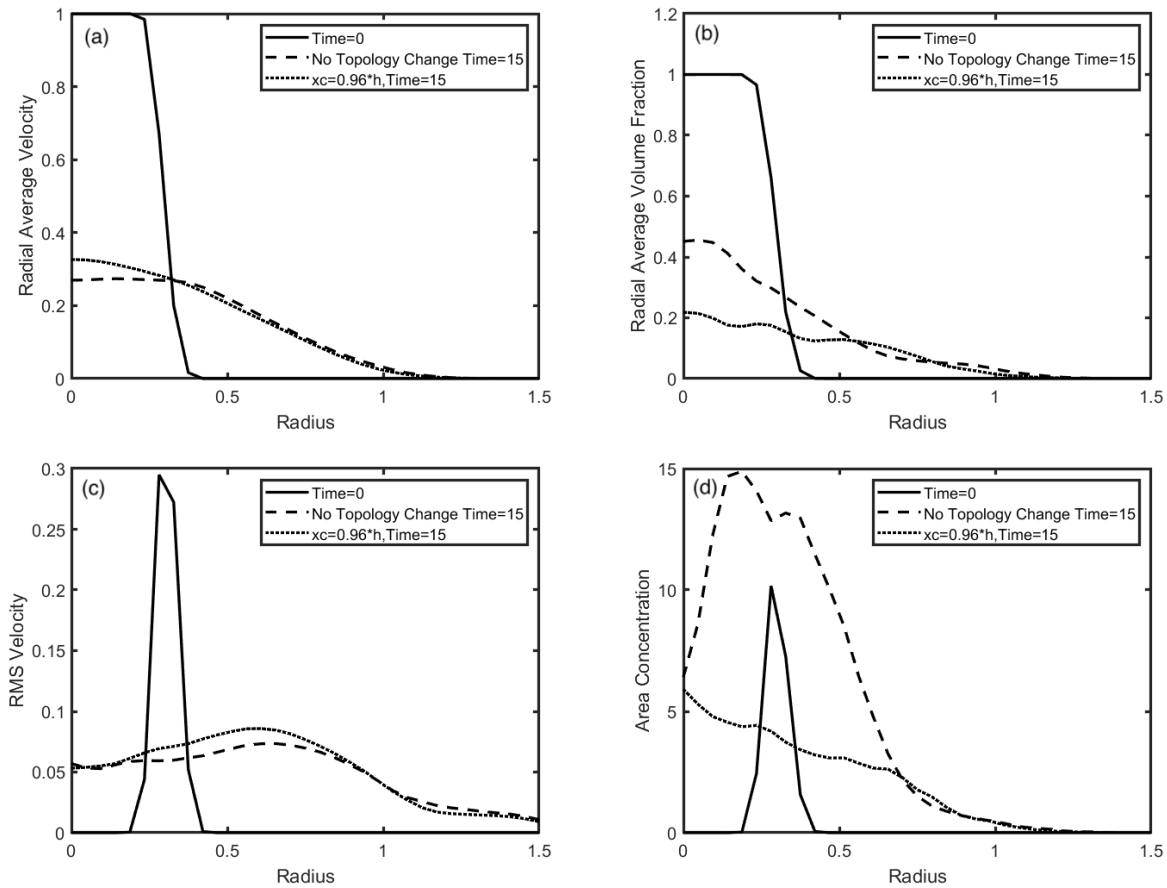 (a)
Time=0
No Topology Change Time=15
xc=0.96*h,Time=15
Radial Average Velocity
1
0.8
0.6
0.4
0.2
0
0 0.5 1 1.5
Radius
(b)
Time=0
No Topology Change Time=15
xc=0.96*h,Time=15
Radial Average Volume Fraction
1.2
1
0.8
0.6
0.4
0.2
0
0 0.5 1 1.5
Radius
(c)
Time=0
No Topology Change Time=15
xc=0.96*h,Time=15
RMS Velocity
0.3
0.25
0.2
0.15
0.1
0.05
0
0 0.5 1 1.5
Radius
(d)
Time=0
No Topology Change Time=15
xc=0.96*h,Time=15
Area Concentration
15
10
5
0
0 0.5 1 1.5
Radius